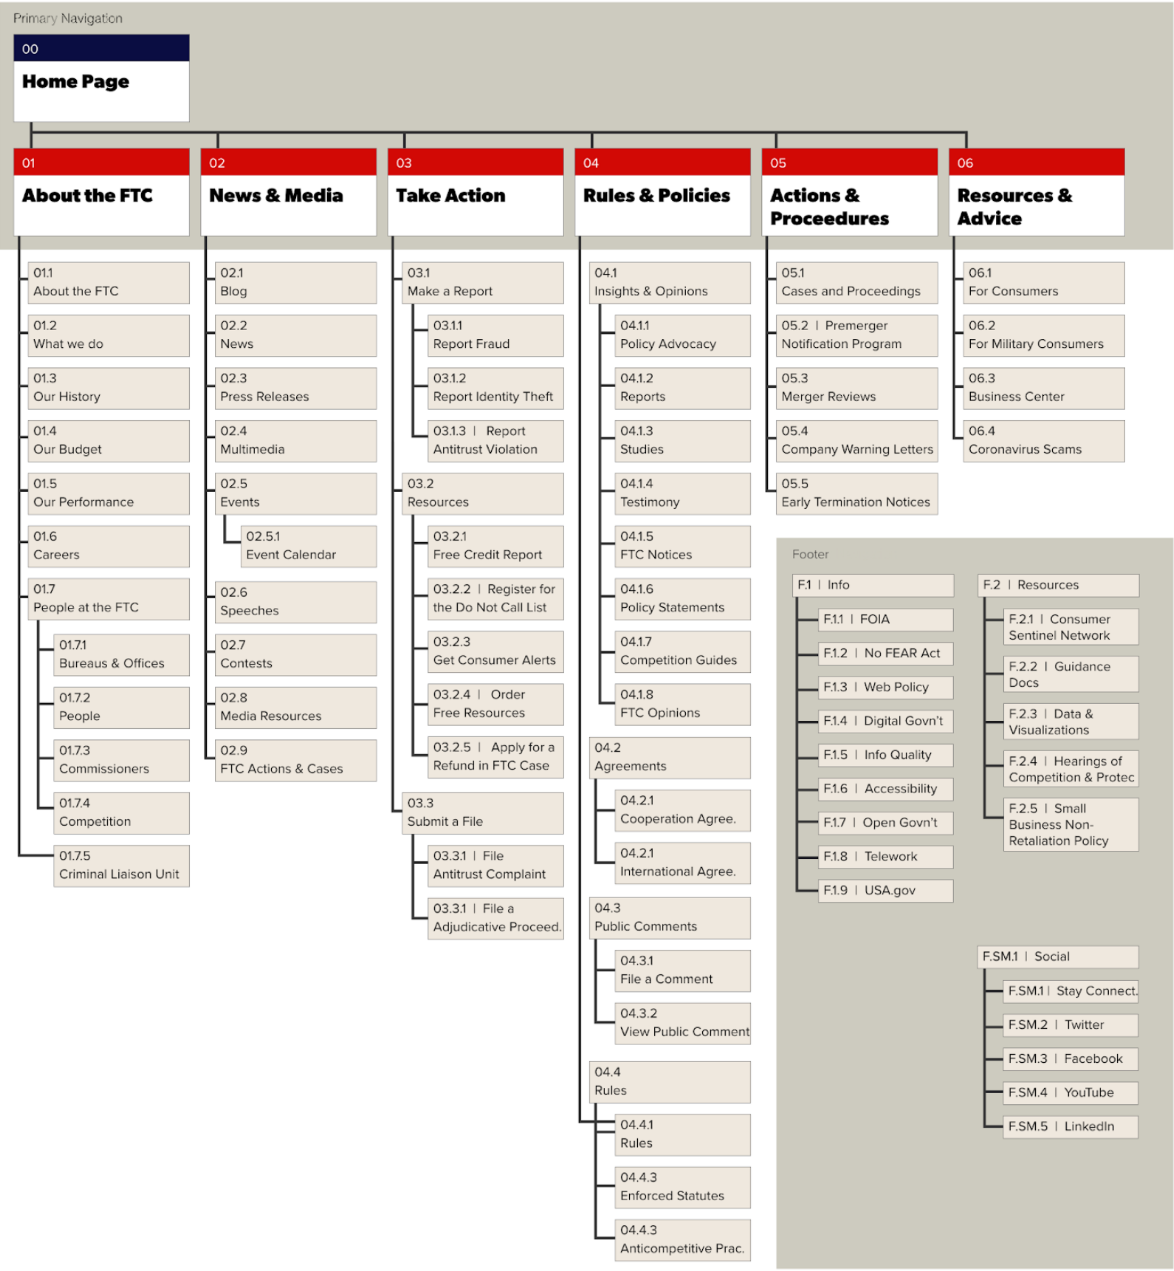 Primary Navigation
00
Home Page
01
About the FTC
02
News & Media
03
Take Action
04
Rules & Policies
05
Actions &
Proceedures
06
Resources &
Advice
01.1
About the FTC
01.2
What we do
01.3
Our History
01.4
Our Budget
01.5
Our Performance
01.6
Careers
01.7
People at the FTC
01.7.1
Bureaus & Offices
01.7.2
People
01.7.3
Commissioners
01.7.4
Competition
01.7.5
Criminal Liaison Unit
02.1
Blog
02.2
News
02.3
Press Releases
02.4
Multimedia
02.5
Events
02.5.1
Event Calendar
02.6
Speeches
02.7
Contests
02.8
Media Resources
02.9
FTC Actions & Cases
03.1
Make a Report
03.1.1
Report Fraud
03.1.2
Report Identity Theft
03.1.3 | Report
Antitrust Violation
03.2
Resources
03.2.1
Free Credit Report
03.2.2 | Register for
the Do Not Call List
03.2.3
Get Consumer Alerts
03.2.4 | Order
Free Resources
03.2.5 | Apply for a
Refund in FTC Case
03.3
Submit a File
03.3.1 | File
Antitrust Complaint
03.3.1 | File a
Adjudicative Proceed.
04.1
Insights & Opinions
04.1.1
Policy Advocacy
04.1.2
Reports
04.1.3
Studies
04.1.4
Testimony
04.1.5
FTC Notices
04.1.6
Policy Statements
04.1.7
Competition Guides
04.1.8
FTC Opinions
04.2
Agreements
04.2.1
Cooperation Agree.
04.2.1
International Agree.
04.3
Public Comments
04.3.1
File a Comment
04.3.2
View Public Comment
04.4
Rules
04.4.1
Rules
04.4.3
Enforced Statutes
04.4.3
Anticompetitive Prac.
05.1
Cases and Proceedings
05.2 | Premerger
Notification Program
05.3
Merger Reviews
05.4
Company Warning Letters
05.5
Early Termination Notices
06.1
For Consumers
06.2
For Military Consumers
06.3
Business Center
06.4
Coronavirus Scams
Footer
F.1 | Info
F.1.1 | FOIA
F.1.2 | No FEAR Act
F.1.3 | Web Policy
F.1.4 | Digital Govn't
F.1.5 | Info Quality
F.1.6 | Accessibility
F.1.7 | Open Govn't
F.1.8 | Telework
F.1.9 | USA.gov
F.2 | Resources
F.2.1 | Consumer
Sentinel Network
F.2.2 | Guidance
Docs
F.2.3 | Data &
Visualizations
F.2.4 | Hearings of
Competition & Protec
F.2.5 | Small
Business Non-
Retaliation Policy
F.SM.1 | Social
F.SM.1 | Stay Connect.
F.SM.2 | Twitter
F.SM.3 | Facebook
F.SM.4 | YouTube
F.SM.5 | LinkedIn